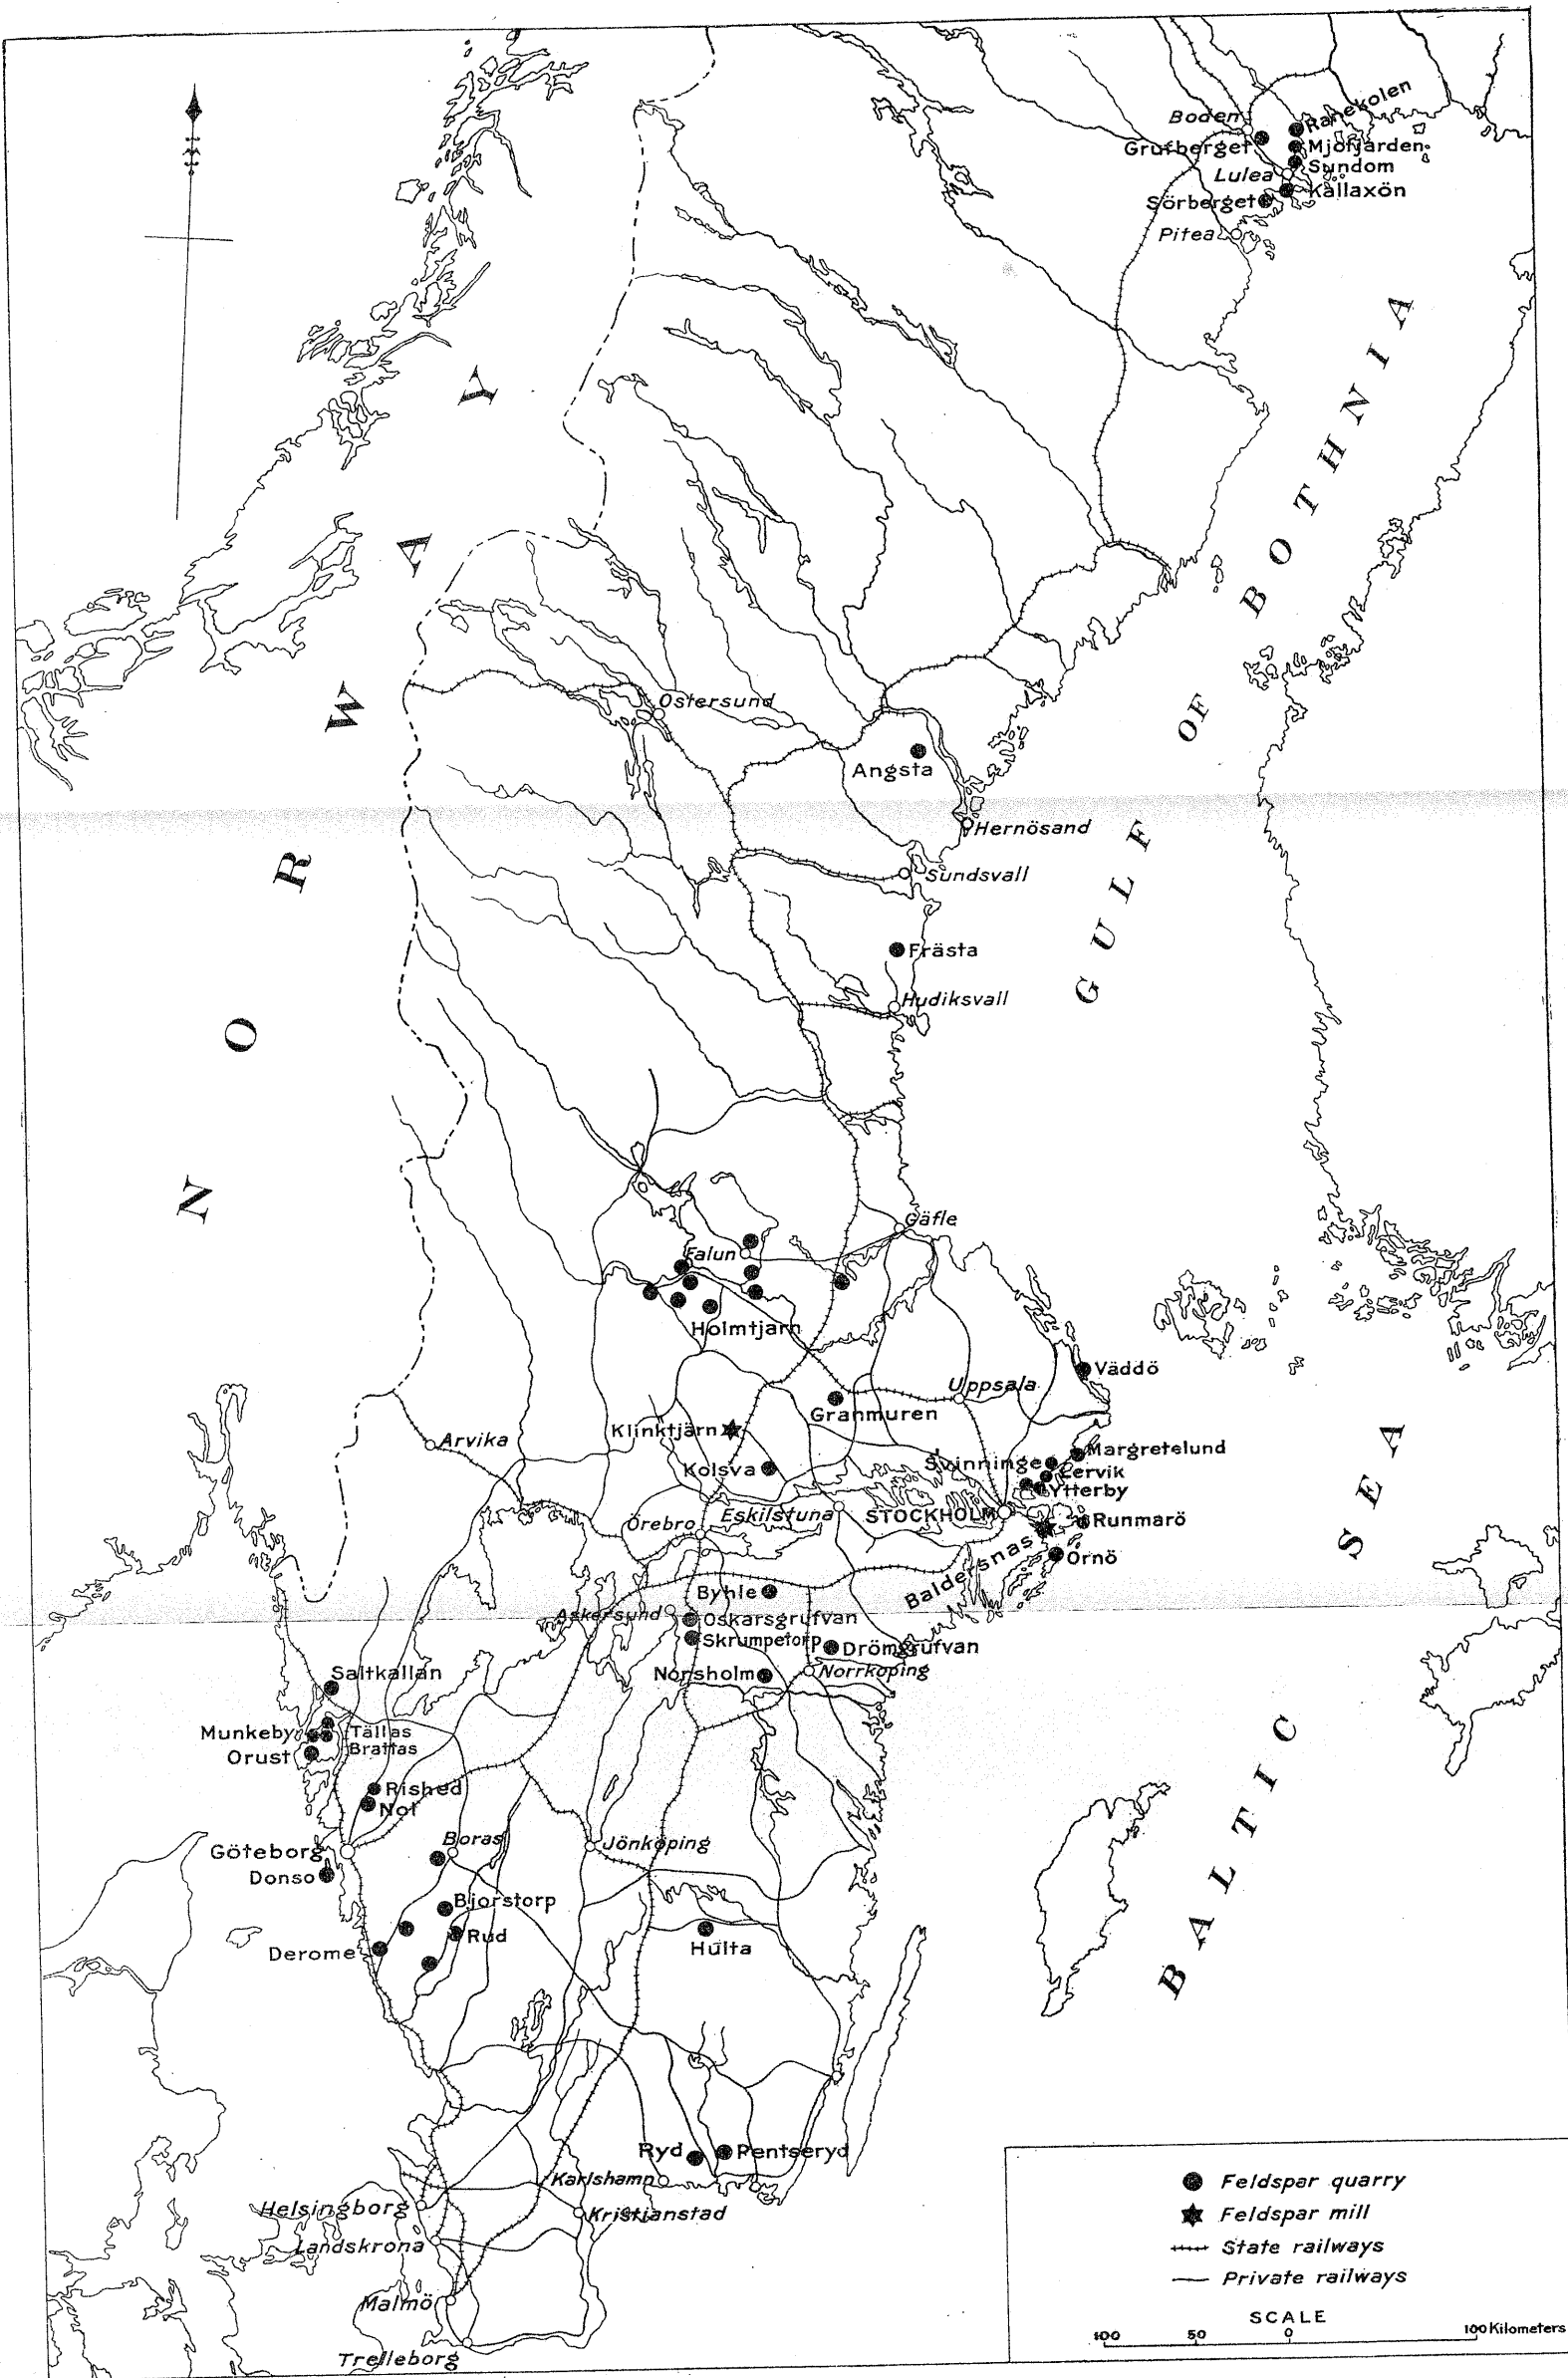 Boden
Ranekolen
Grufberget
Mjöfjärden
Sundom
Lulea
Kallaxön
Sörberget
Pitea
NORWAY
GULF OF BOTHNIA
Ostersund
Angsta
Hernösand
Sundsvall
Frästa
Hudiksvall
Gäfle
Falun
Holmtjarn
Väddö
Uppsala
Granmuren
Klinktjärn
Arvika
Margretelund
Svinninge
Kolsva
Lervik
Ytterby
Eskilstuna
STOCKHOLM
Örebro
Runmarö
Ornö
Baldersnas
Byhle
Askersund
Oskarsgrufvan
Skrumpetorp
Drömgrufvan
Norsholm
Norrkoping
Saltkallan
Munkeby
Tällas
Brattas
Orust
Rished
Nol
BALTIC SEA
Göteborg
Boras
Jönkoping
Donso
Bjorstorp
Rud
Derome
Hulta
Ryd
Pentseryd
Karlshamn
Helsingborg
Kristianstad
Landskrona
Malmö
Trelleborg
Feldspar quarry
Feldspar mill
State railways
Private railways
SCALE
100 50 0 100 Kilometers